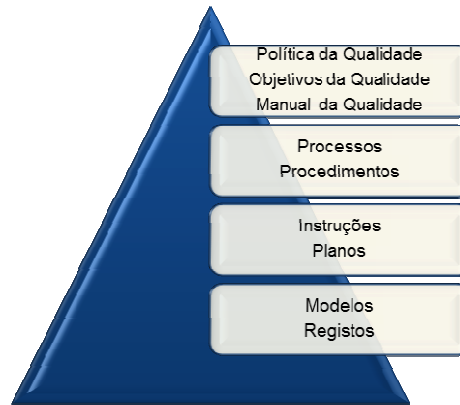 Política da Qualidade
Objetivos da Qualidade
Manual da Qualidade
Processos
Procedimentos
Instruções
Planos
Modelos
Registos